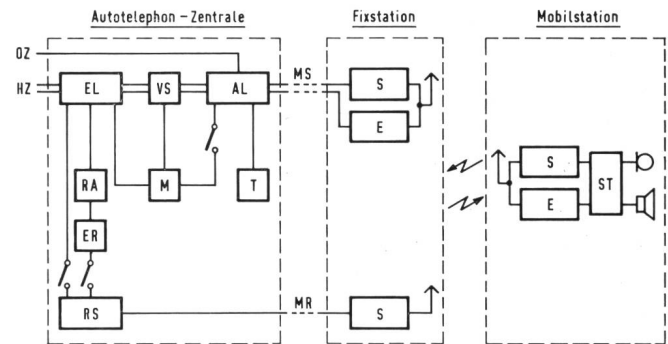 Autotelephon – Zentrale
Fixstation
Mobilstation
OZ
HZ
EL
VS
AL
MS
S
E
S
E
ST
RA
M
T
ER
RS
MR
S